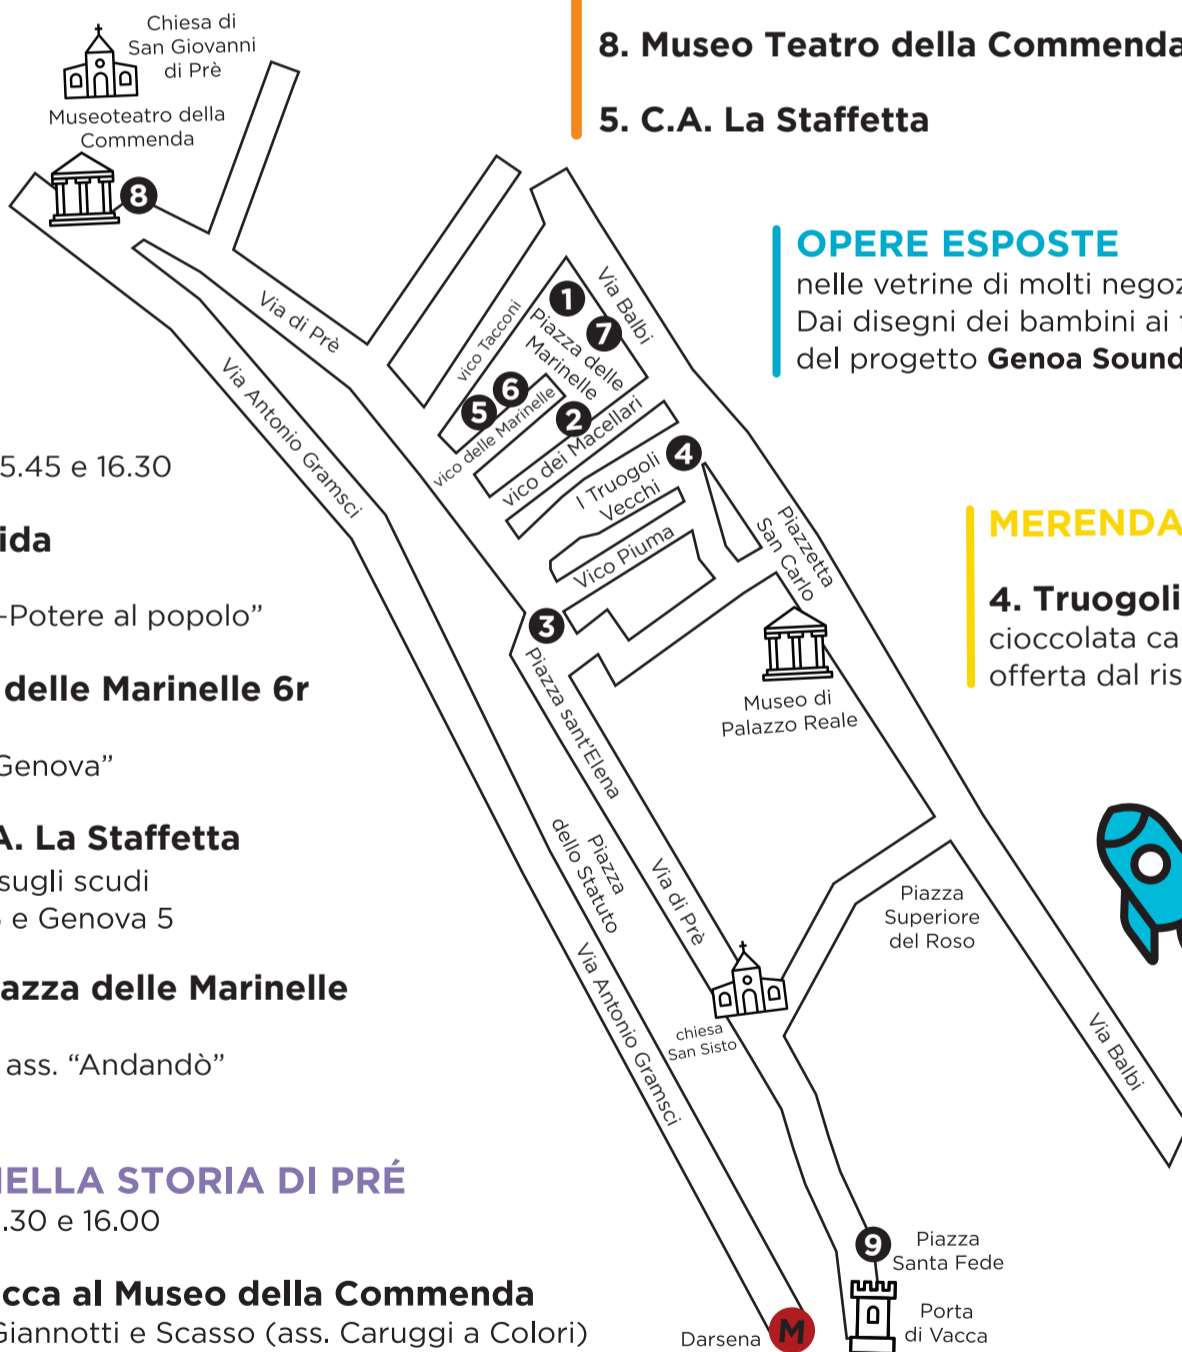 Chiesa di
San Giovanni
di Prè
Museoteatro della
Commenda
8
8. Museo Teatro della Commenda
5. C.A. La Staffetta
OPERE ESPOSTE
nelle vetrine di molti negoz
Dai disegni dei bambini ai f
del progetto Genoa Sound
MERENDA
4. Truogoli
cioccolata ca
offerta dal ris
Via di Prè
Via Antonio Gramsci
vico Tacconi
Via Balbi
1
7
Piazza delle
Marinelle
5
6
vico delle Marinelle
2
vico dei Macellari
4
I Truogoli
Vecchi
Vico Piuma
Piazzetta
San Carlo
3
Piazza sant'Elena
Museo di
Palazzo Reale
Piazza
dello Statuto
Via di Prè
Piazza
Superiore
del Roso
Via Antonio Gramsci
chiesa
San Sisto
Via Balbi
9
Piazza
Santa Fede
Porta
di Vacca
Darsena
M
5.45 e 16.30
ida
-Potere al popolo”
delle Marinelle 6r
Genova”
A. La Staffetta
sugli scudi
e Genova 5
azza delle Marinelle
ass. “Andandò”
NELLA STORIA DI PRÉ
.30 e 16.00
cca al Museo della Commenda
Giannotti e Scasso (ass. Caruggi a Colori)